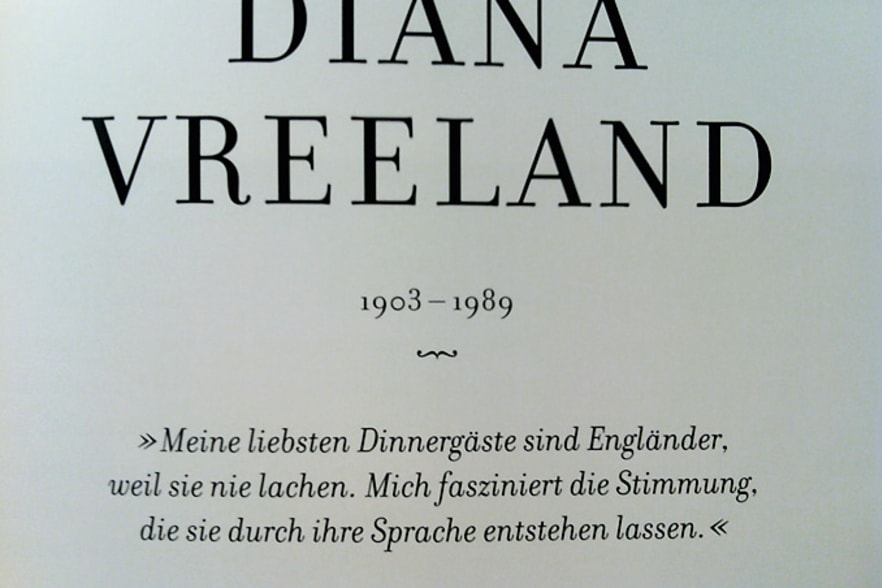 DIANA
VREELAND
1903 – 1989
»Meine liebsten Dinnergäste sind Engländer,
weil sie nie lachen. Mich fasziniert die Stimmung,
die sie durch ihre Sprache entstehen lassen.«